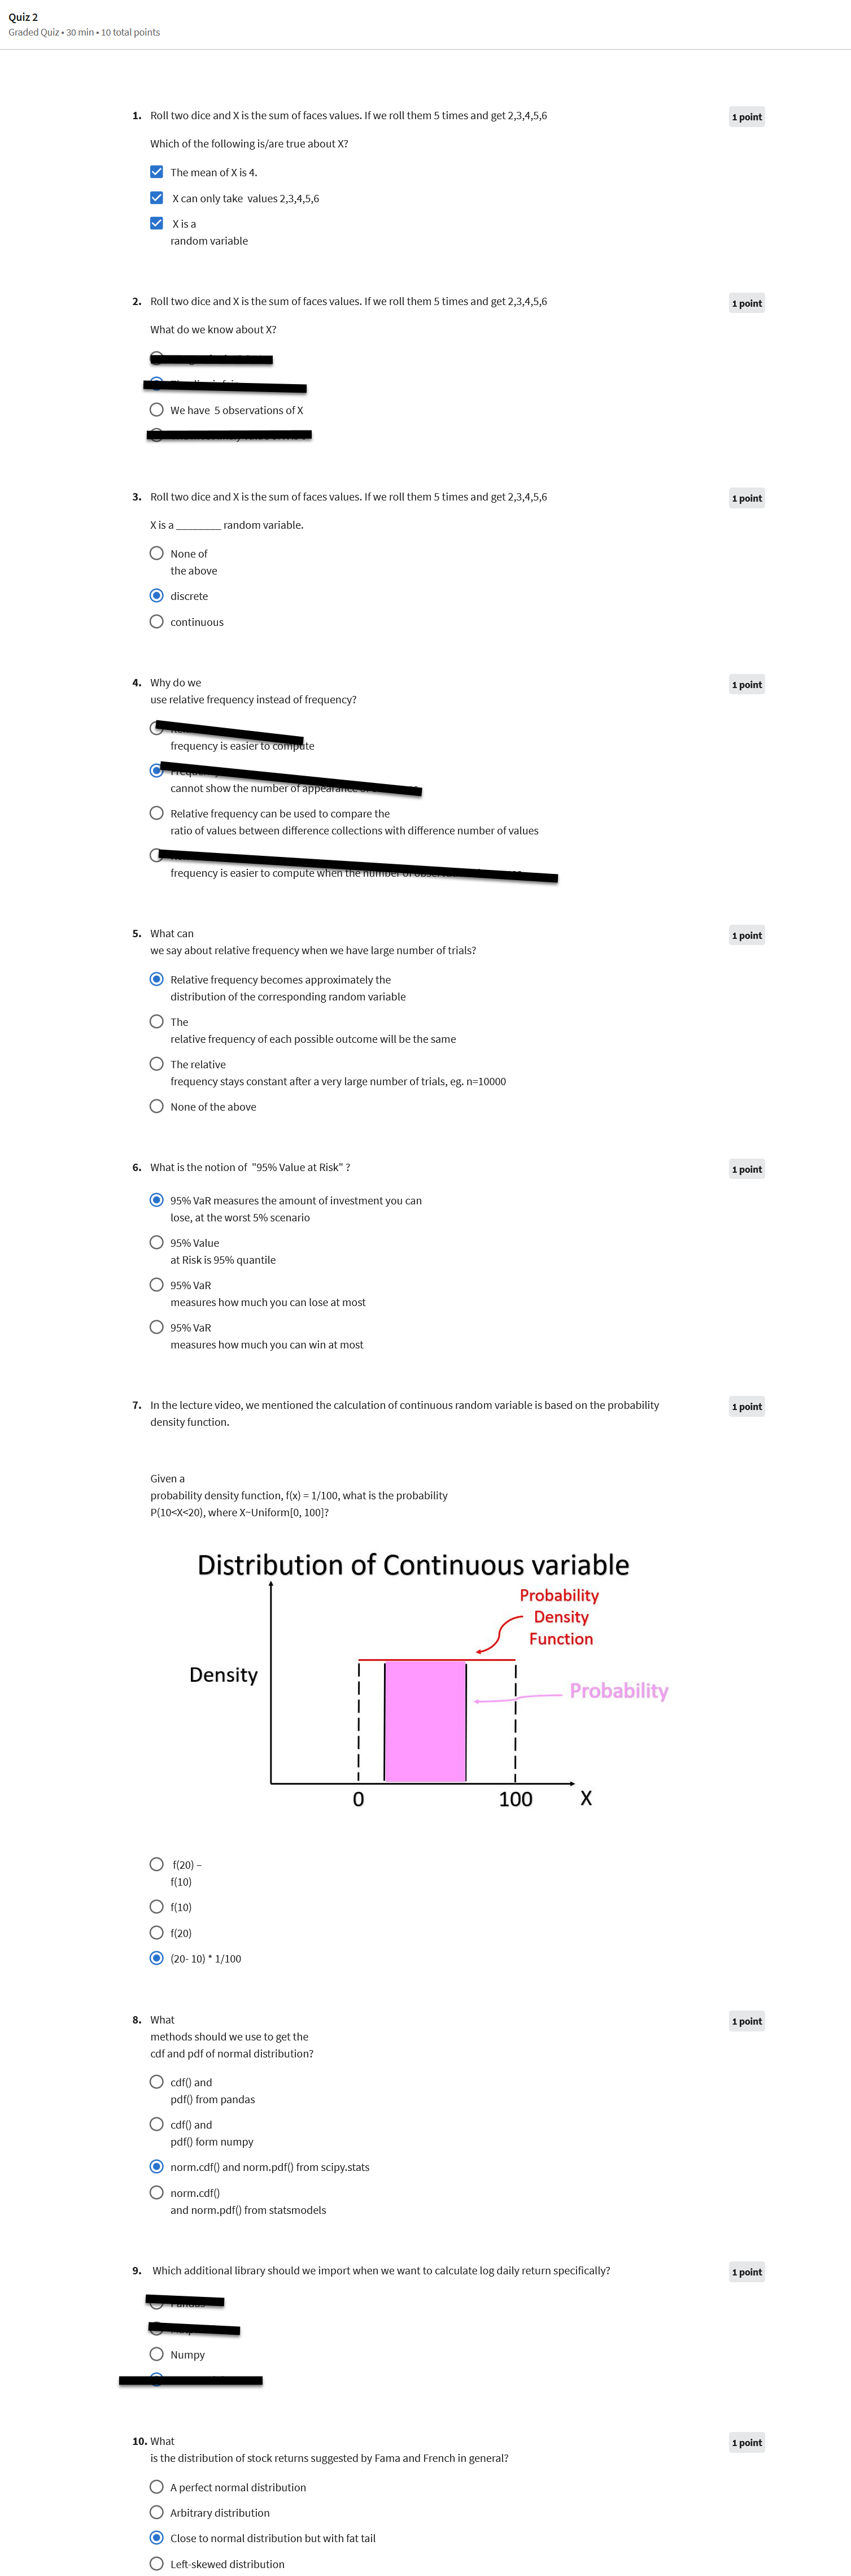 Quiz 2
Graded Quiz • 30 min • 10 total points
1. Roll two dice and X is the sum of faces values. If we roll them 5 times and get 2,3,4,5,6
1 point
Which of the following is/are true about X?
The mean of X is 4.
X can only take values 2,3,4,5,6
X is a
random variable
2. Roll two dice and X is the sum of faces values. If we roll them 5 times and get 2,3,4,5,6
1 point
What do we know about X?
We have 5 observations of X
3. Roll two dice and X is the sum of faces values. If we roll them 5 times and get 2,3,4,5,6
1 point
X is a ________ random variable.
None of
the above
discrete
continuous
4. Why do we
1 point
use relative frequency instead of frequency?
frequency is easier to compute
cannot show the number of appearance
Relative frequency can be used to compare the
ratio of values between difference collections with difference number of values
frequency is easier to compute when the number
5. What can
1 point
we say about relative frequency when we have large number of trials?
Relative frequency becomes approximately the
distribution of the corresponding random variable
The
relative frequency of each possible outcome will be the same
The relative
frequency stays constant after a very large number of trials, eg. n=10000
None of the above
6. What is the notion of "95% Value at Risk" ?
1 point
95% VaR measures the amount of investment you can
lose, at the worst 5% scenario
95% Value
at Risk is 95% quantile
95% VaR
measures how much you can lose at most
95% VaR
measures how much you can win at most
7. In the lecture video, we mentioned the calculation of continuous random variable is based on the probability
1 point
density function.
Given a
probability density function, f(x) = 1/100, what is the probability
P(10<X<20), where X~Uniform[0, 100]?
Distribution of Continuous variable
Probability
Density
Function
Density
Probability
0 100 X
f(20) –
f(10)
f(10)
f(20)
(20- 10) * 1/100
8. What
1 point
methods should we use to get the
cdf and pdf of normal distribution?
cdf() and
pdf() from pandas
cdf() and
pdf() form numpy
norm.cdf() and norm.pdf() from scipy.stats
norm.cdf()
and norm.pdf() from statsmodels
9. Which additional library should we import when we want to calculate log daily return specifically?
1 point
Numpy
10. What
1 point
is the distribution of stock returns suggested by Fama and French in general?
A perfect normal distribution
Arbitrary distribution
Close to normal distribution but with fat tail
Left-skewed distribution